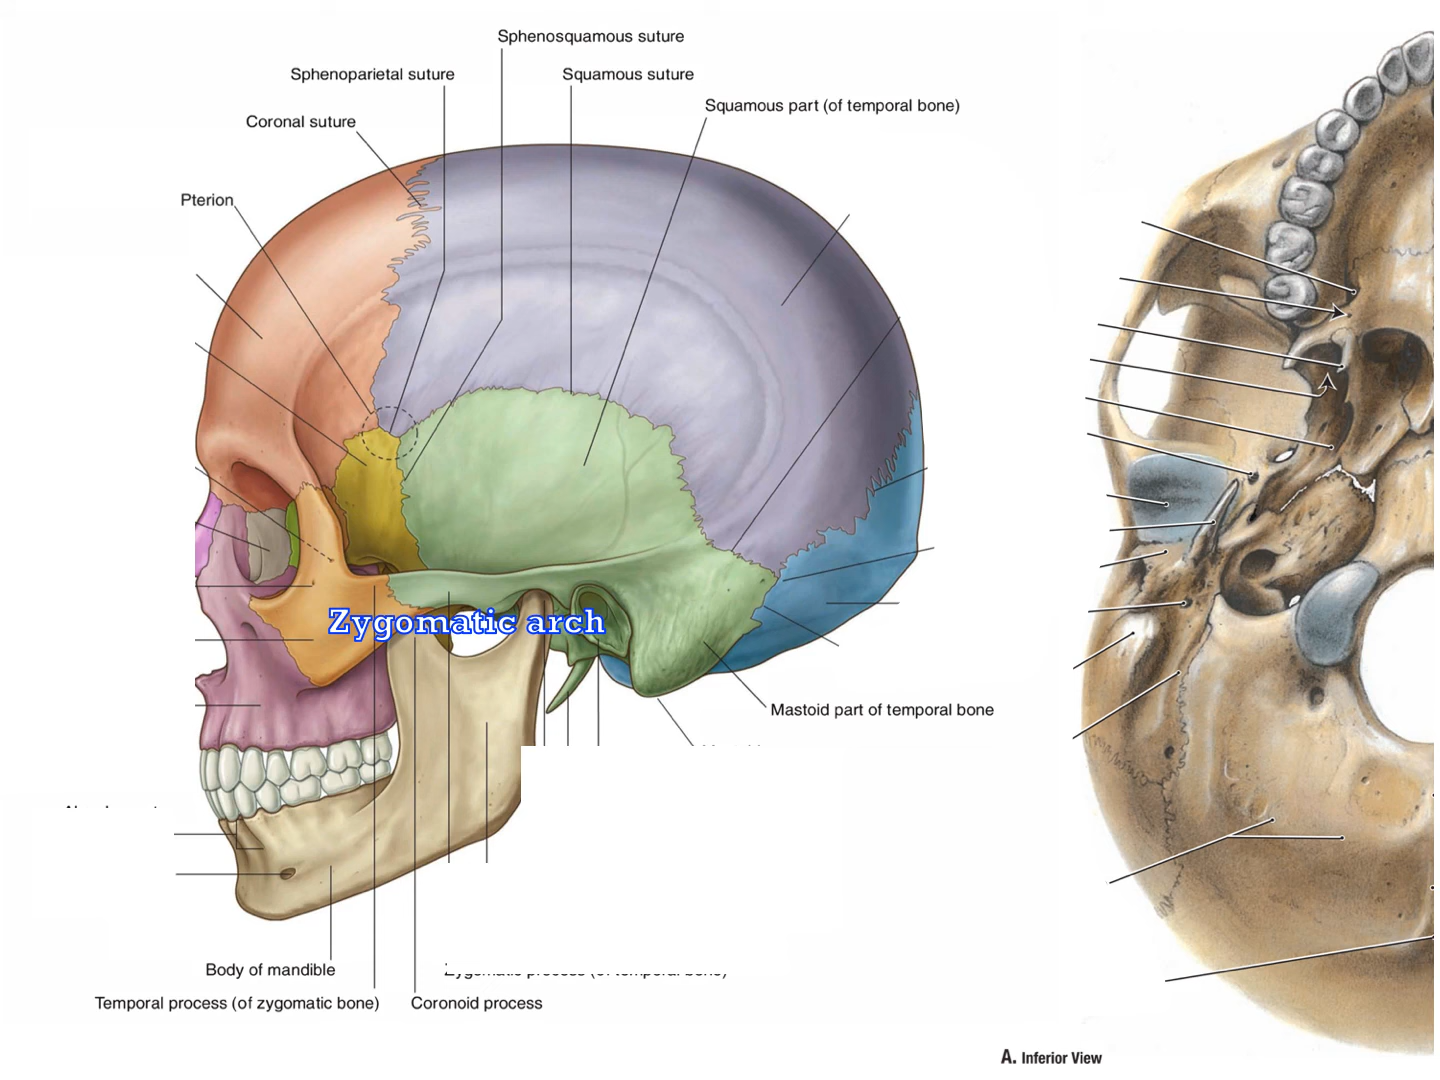 Sphenosquamous suture
Sphenoparietal suture
Squamous suture
Squamous part (of temporal bone)
Coronal suture
Pterion
Zygomatic arch
Mastoid part of temporal bone
Body of mandible
Zygomatic process (of temporal bone)
Temporal process (of zygomatic bone)
Coronoid process
A. Inferior View